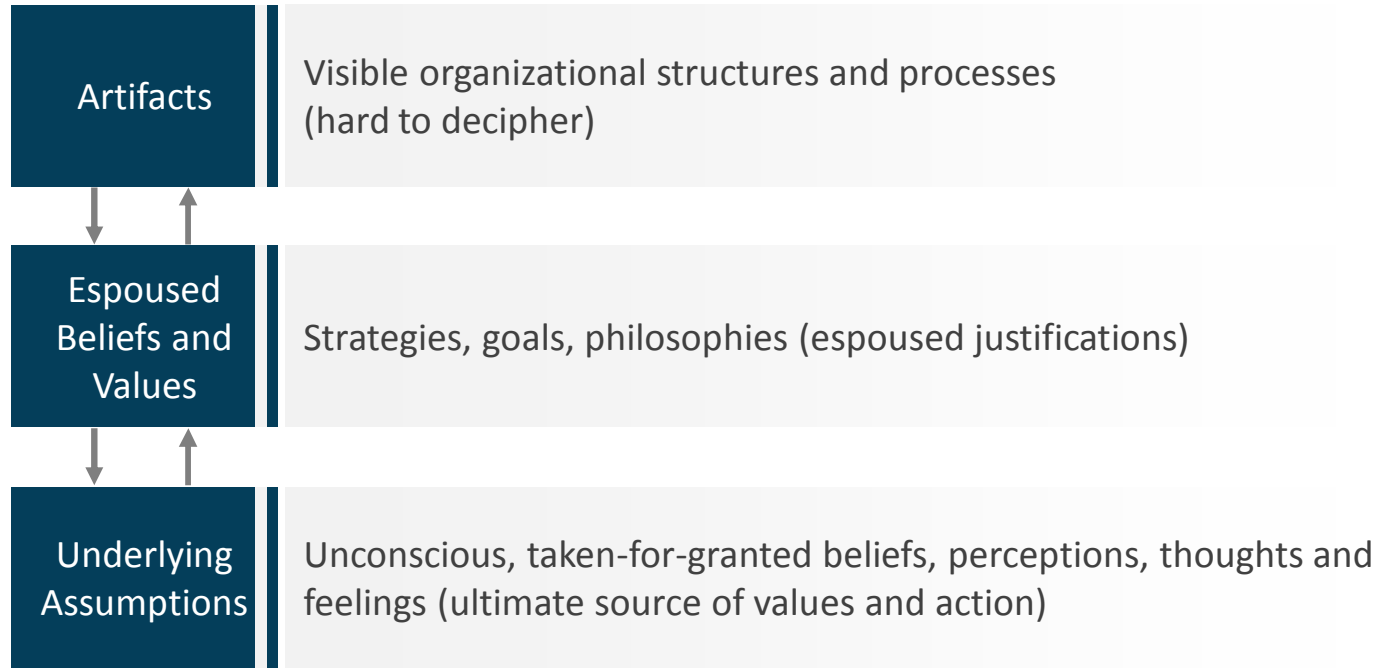 Artifacts
Visible organizational structures and processes
(hard to decipher)
Espoused
Beliefs and
Values
Strategies, goals, philosophies (espoused justifications)
Underlying
Assumptions
Unconscious, taken-for-granted beliefs, perceptions, thoughts and
feelings (ultimate source of values and action)